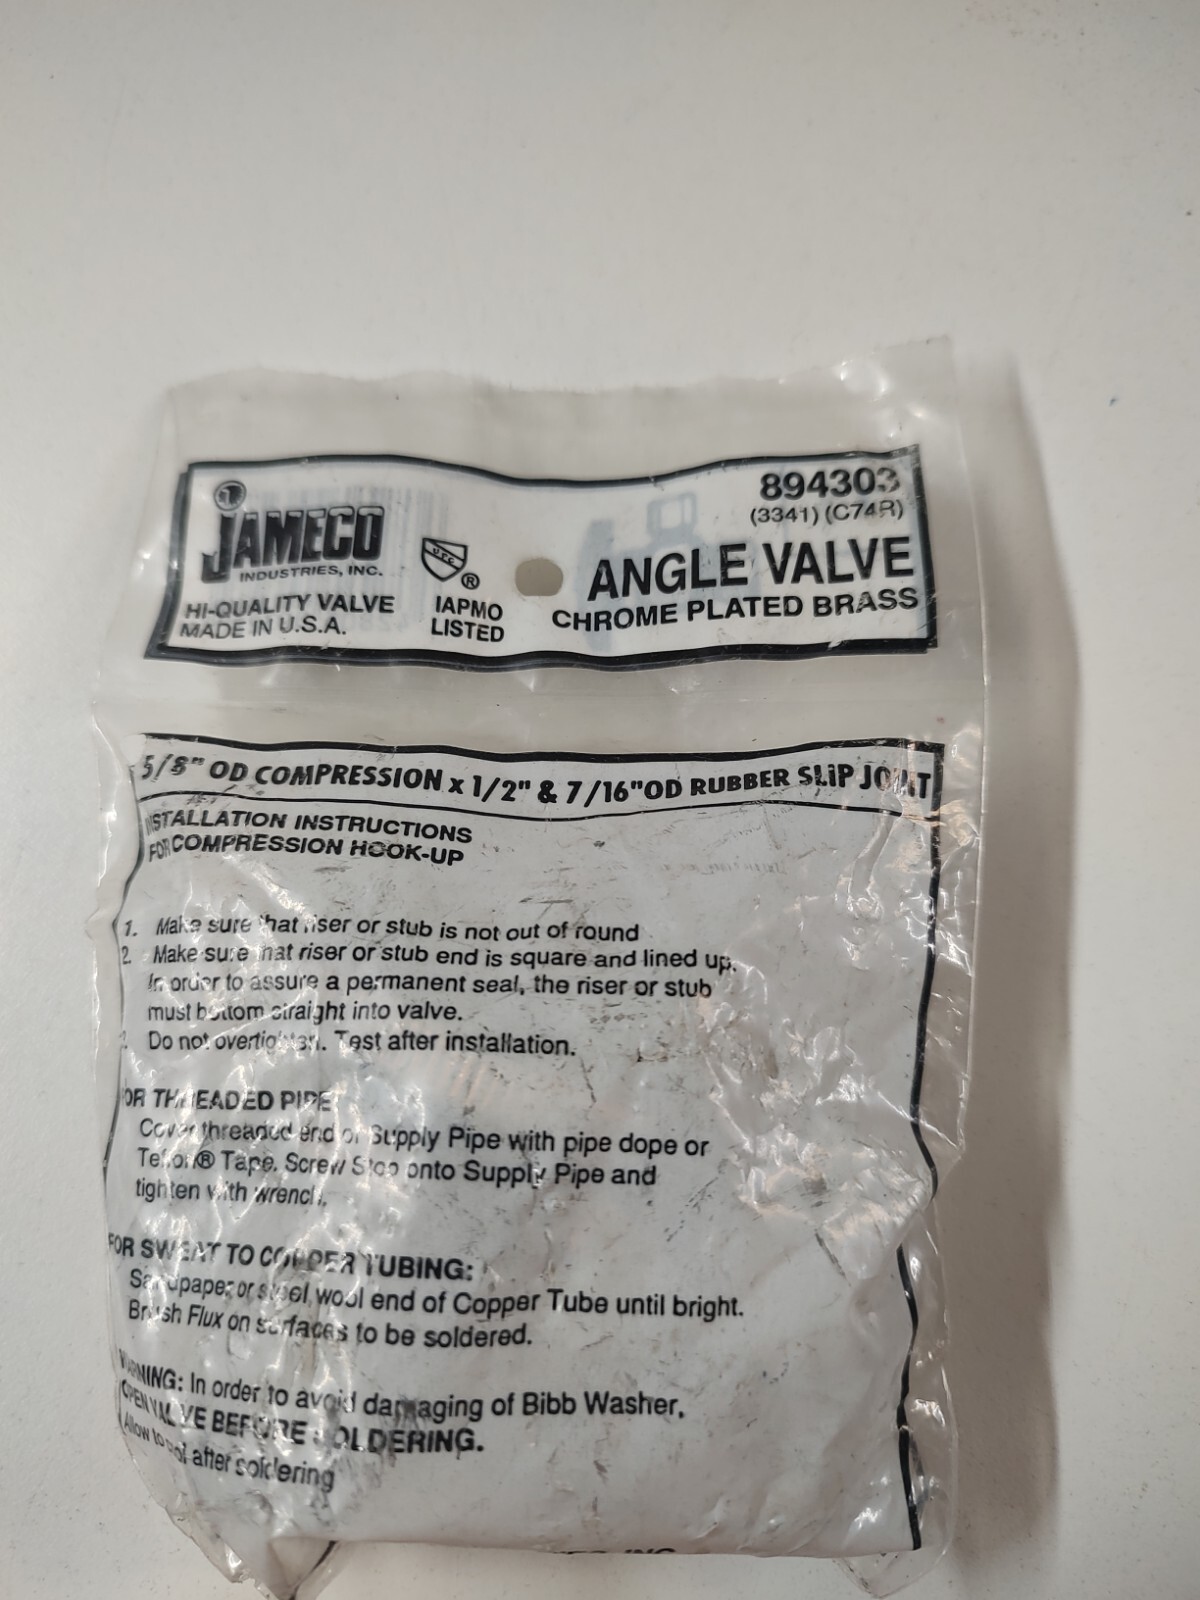 894303
(3341) (C74R)
JAMECO
INDUSTRIES, INC.
HI-QUALITY VALVE
MADE IN U.S.A.
UPC
®
IAPMO
LISTED
ANGLE VALVE
CHROME PLATED BRASS
5/8" OD COMPRESSION x 1/2" & 7/16"OD RUBBER SLIP JOINT
INSTALLATION INSTRUCTIONS
FOR COMPRESSION HOOK-UP
1. Make sure that riser or stub is not out of round
2. Make sure that riser or stub end is square and lined up.
In order to assure a permanent seal, the riser or stub
must bottom straight into valve.
3. Do not overtighten. Test after installation.
FOR THREADED PIPE
Cover threaded end of Supply Pipe with pipe dope or
Teflon® Tape. Screw Stop onto Supply Pipe and
tighten with wrench.
FOR SWEAT TO COPPER TUBING:
Sandpaper or steel wool end of Copper Tube until bright.
Brush Flux on surfaces to be soldered.
WARNING: In order to avoid damaging of Bibb Washer,
OPEN VALVE BEFORE SOLDERING.
Allow to cool after soldering
INC.